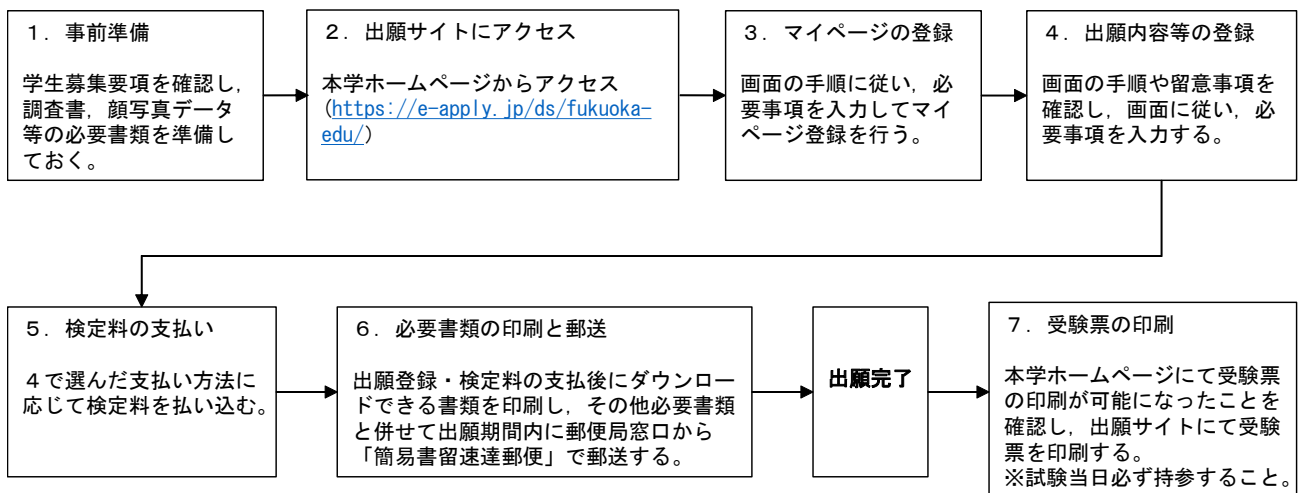 １．事前準備
学生募集要項を確認し，
調査書，顔写真データ
等の必要書類を準備し
ておく。
２．出願サイトにアクセス
本学ホームページからアクセス
(https://e-apply.jp/ds/fukuoka-
edu/)
３．マイページの登録
画面の手順に従い，必
要事項を入力してマイ
ページ登録を行う。
４．出願内容等の登録
画面の手順や留意事項を
確認し，画面に従い，必
要事項を入力する。
５．検定料の支払い
４で選んだ支払い方法に
応じて検定料を払い込む。
６．必要書類の印刷と郵送
出願登録・検定料の支払後にダウンロー
ドできる書類を印刷し，その他必要書類
と併せて出願期間内に郵便局窓口から
「簡易書留速達郵便」で郵送する。
出願完了
７．受験票の印刷
本学ホームページにて受験票
の印刷が可能になったことを
確認し，出願サイトにて受験
票を印刷する。
※試験当日必ず持参すること。